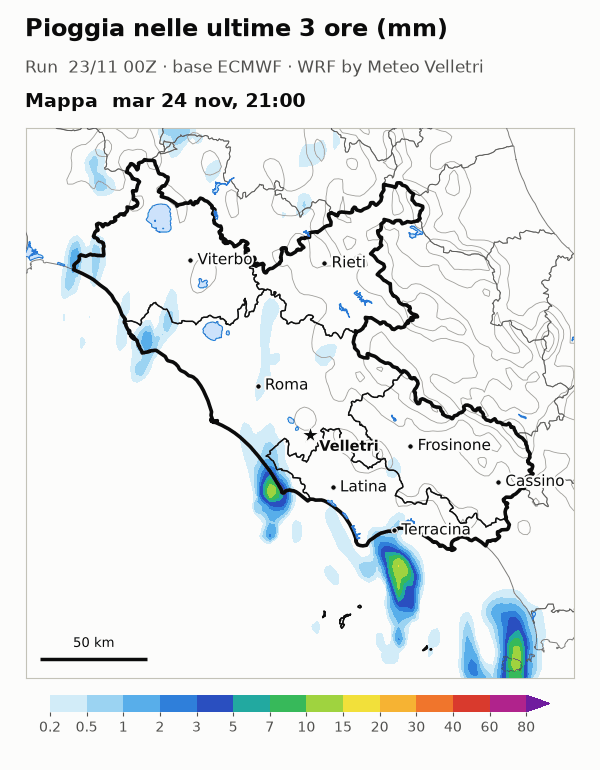 Pioggia nelle ultime 3 ore (mm)
Run  23/11 00Z · base ECMWF · WRF by Meteo Velletri
Mappa  mar 24 nov, 21:00
Viterbo
Rieti
Roma
Velletri
Frosinone
Cassino
Latina
Terracina
50 km
0.2 0.5 1 2 3 5 7 10 15 20 30 40 60 80